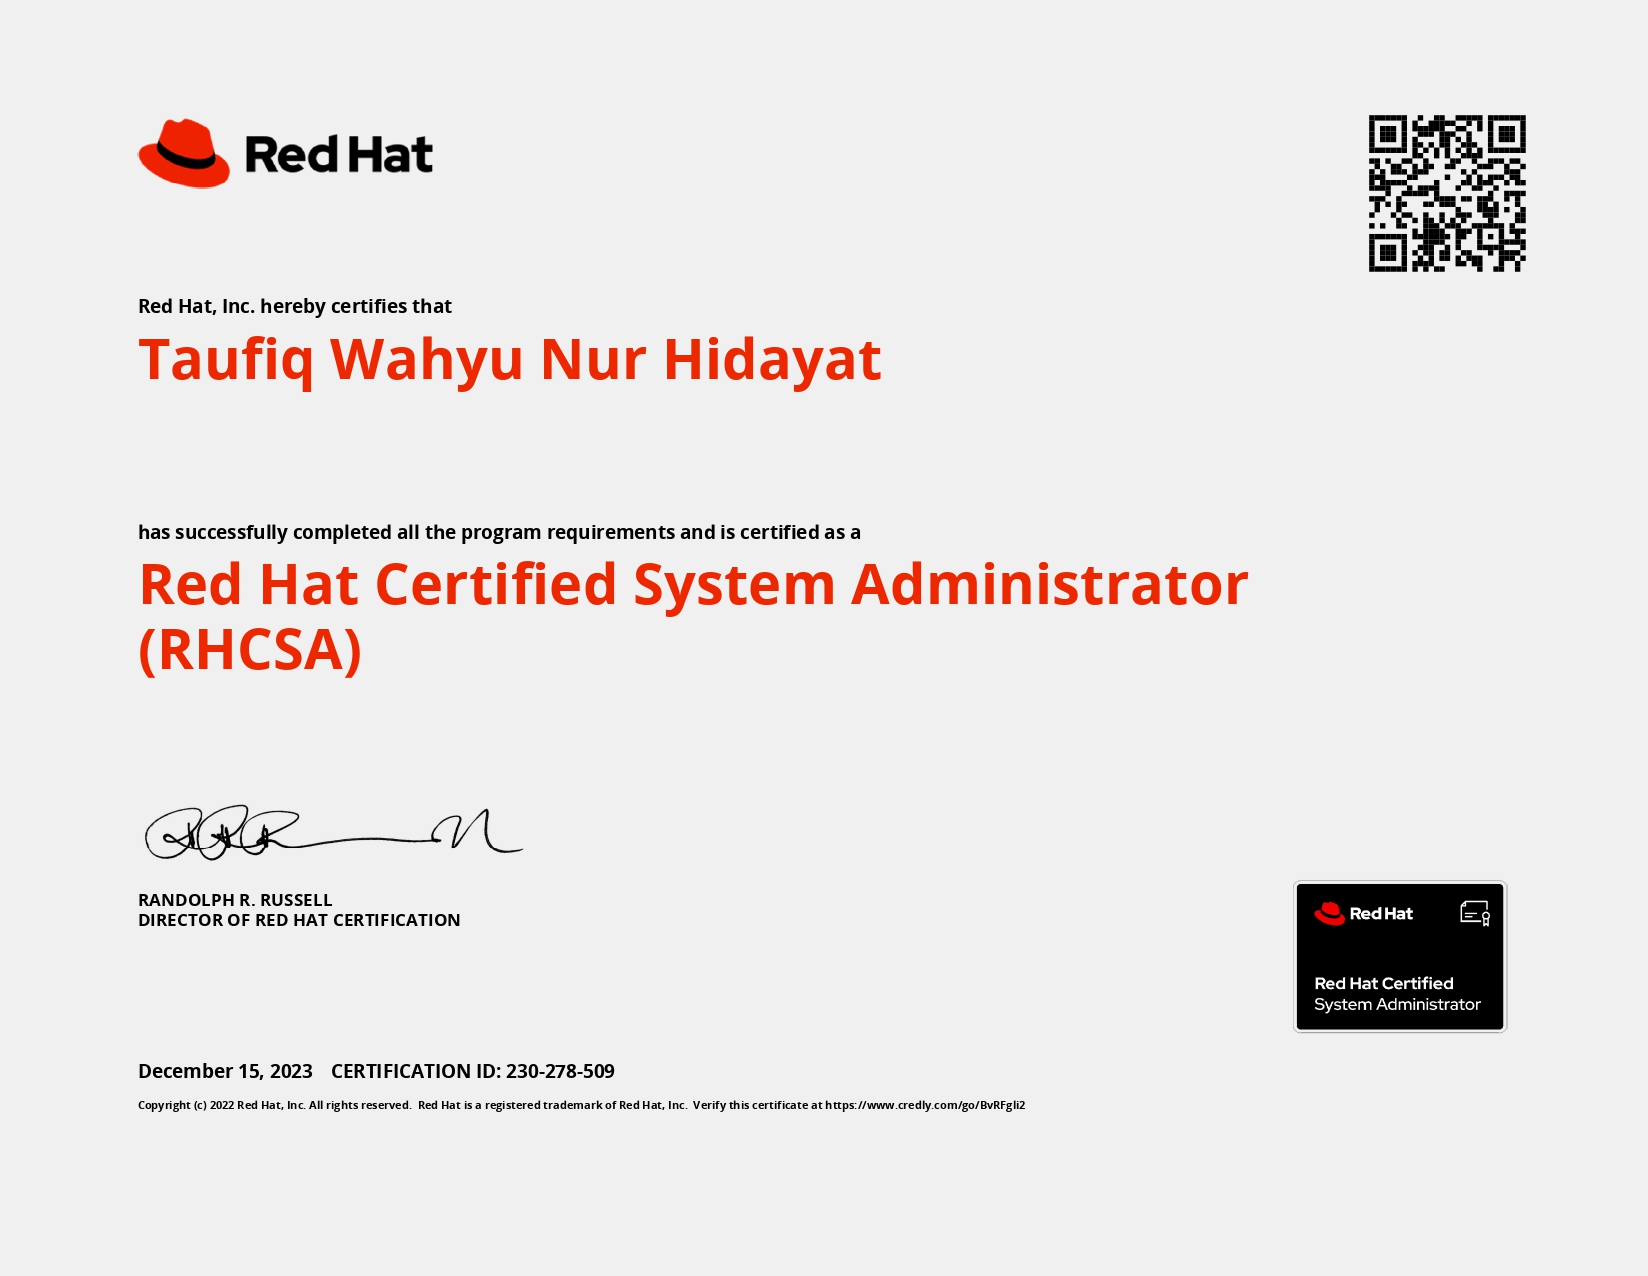 Red Hat
Red Hat, Inc. hereby certifies that
Taufiq Wahyu Nur Hidayat
has successfully completed all the program requirements and is certified as a
Red Hat Certified System Administrator
(RHCSA)
RANDOLPH R. RUSSELL
DIRECTOR OF RED HAT CERTIFICATION
Red Hat
Red Hat Certified
System Administrator
December 15, 2023 CERTIFICATION ID: 230-278-509
Copyright (c) 2022 Red Hat, Inc. All rights reserved. Red Hat is a registered trademark of Red Hat, Inc. Verify this certificate at https://www.credly.com/go/BvRFgli2